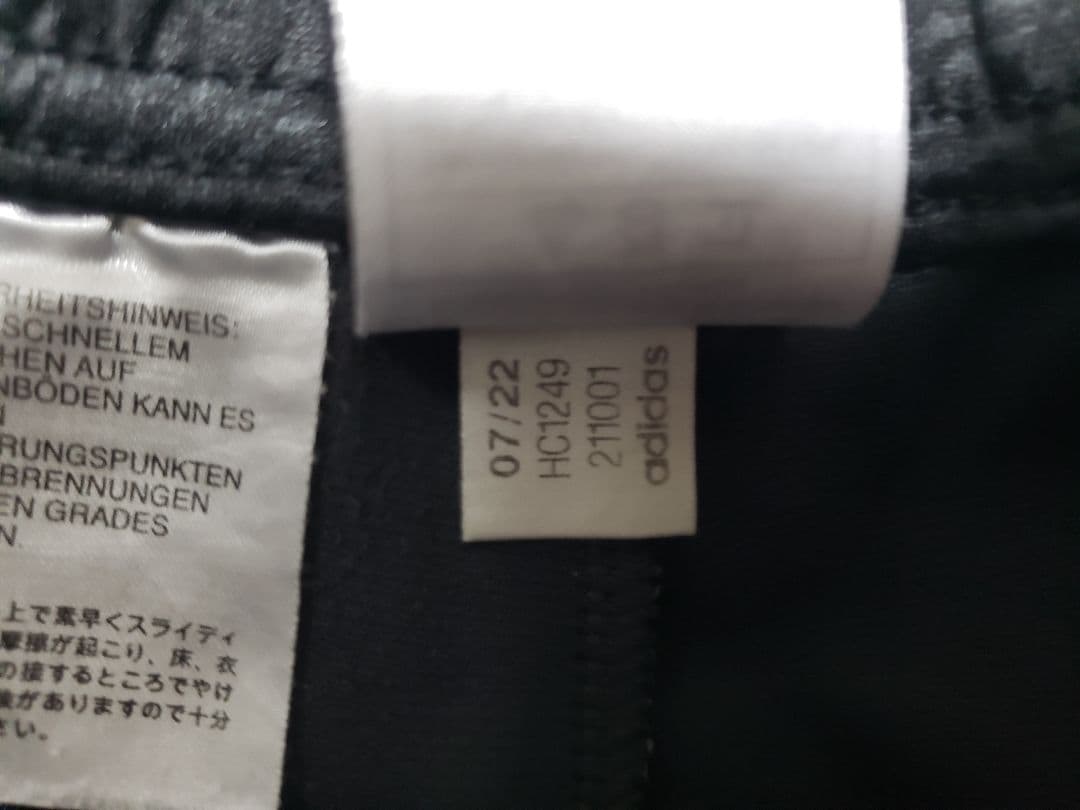 RHEITSHINWEIS:
SCHNELLEM
HEN AUF
NBÖDEN KANN ES
RUNGSPUNKTEN
BRENNUNGEN
EN GRADES
N.
上で素早くスライディ
摩擦が起こり、床、衣
の接するところでやけ
がありますので十分
さい。
07/22
HC1249
211001
adidas